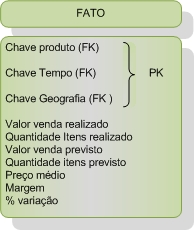 FATO
Chave produto (FK)
Chave Tempo (FK)
PK
Chave Geografia (FK )
Valor venda realizado
Quantidade Itens realizado
Valor venda previsto
Quantidade itens previsto
Preço médio
Margem
% variação